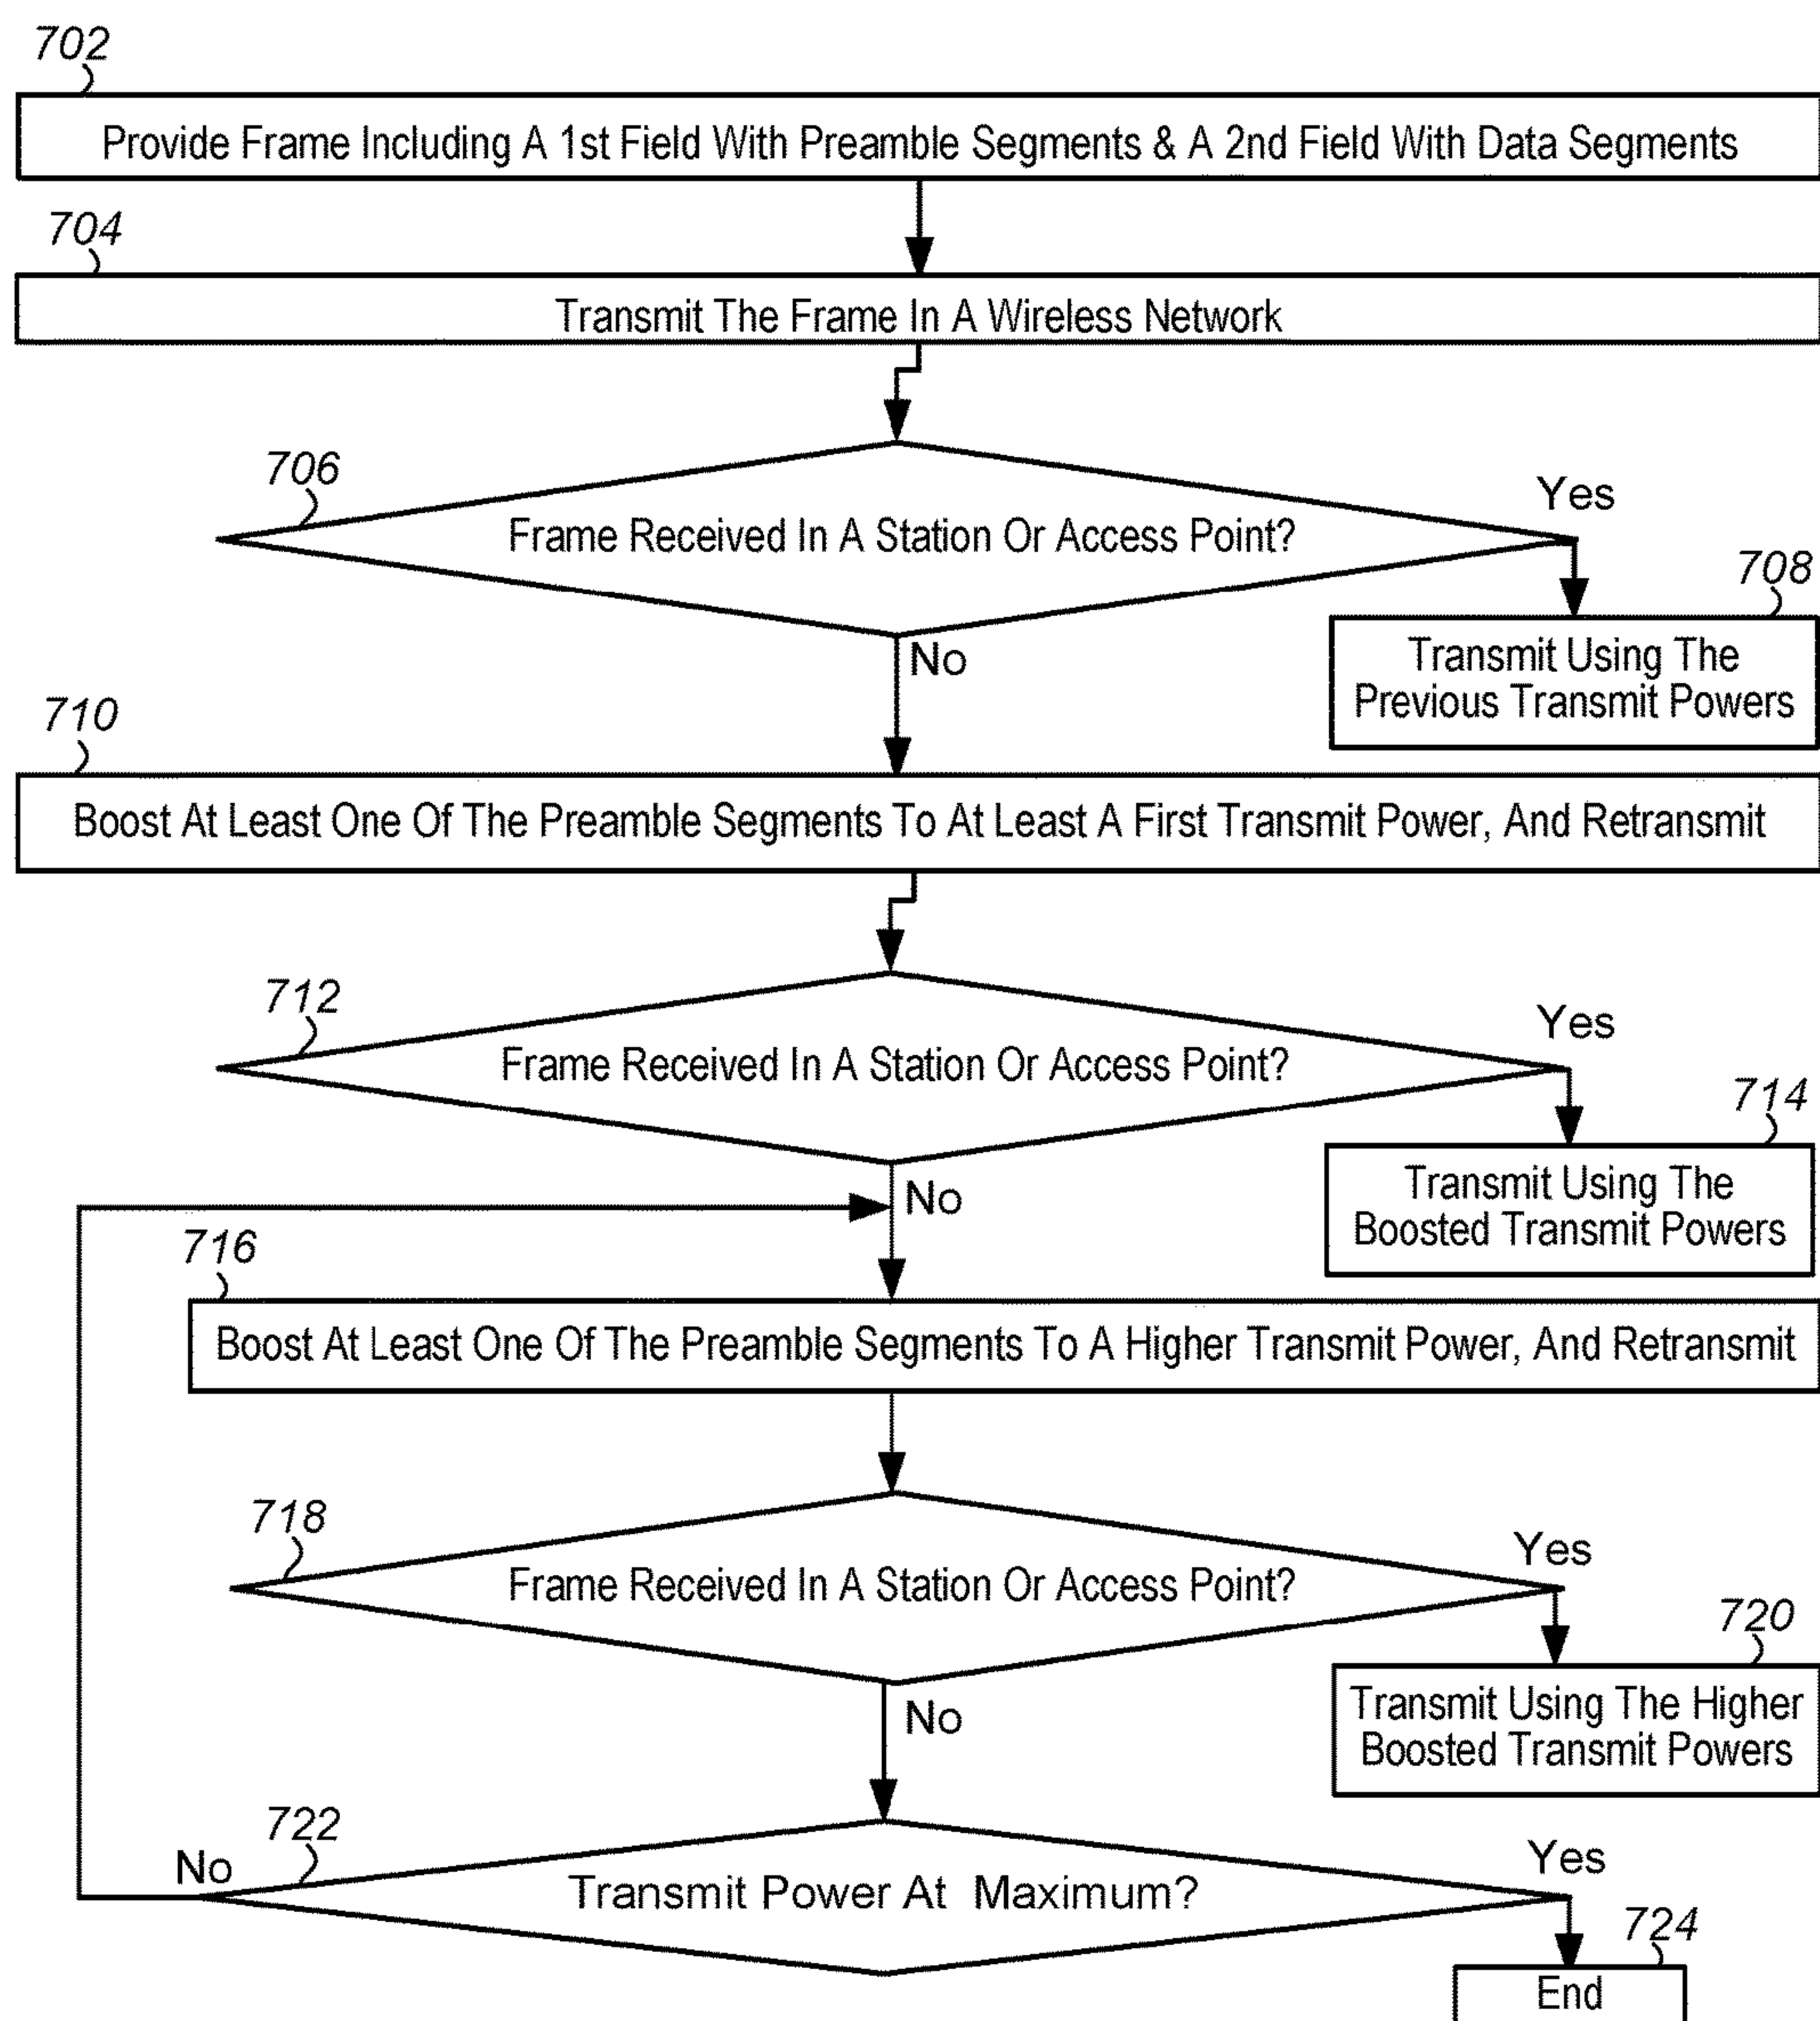 702
Provide Frame Including A 1st Field With Preamble Segments & A 2nd Field With Data Segments
704
Transmit The Frame In A Wireless Network
706
Frame Received In A Station Or Access Point?
Yes
708
Transmit Using The
Previous Transmit Powers
No
710
Boost At Least One Of The Preamble Segments To At Least A First Transmit Power, And Retransmit
712
Frame Received In A Station Or Access Point?
Yes
714
Transmit Using The
Boosted Transmit Powers
No
716
Boost At Least One Of The Preamble Segments To A Higher Transmit Power, And Retransmit
718
Frame Received In A Station Or Access Point?
Yes
720
Transmit Using The Higher
Boosted Transmit Powers
No
722
No
Transmit Power At Maximum?
Yes
724
End